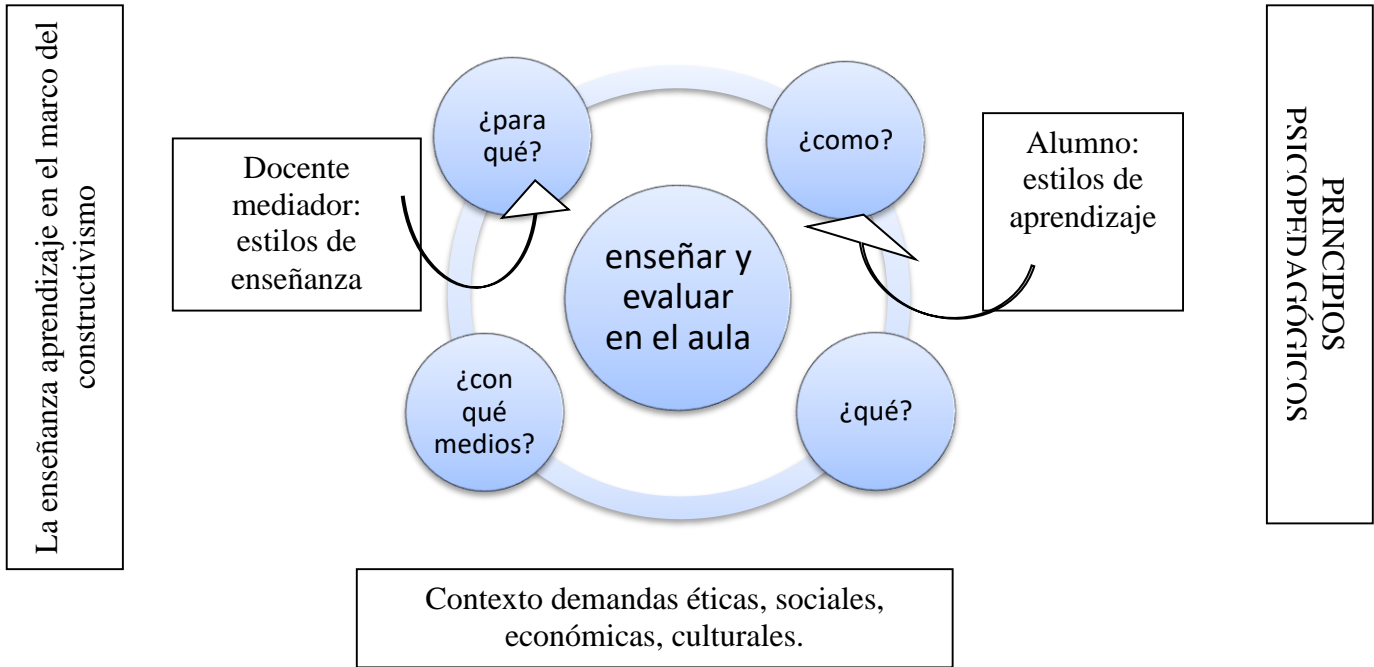 La enseñanza aprendizaje en el marco del
constructivismo
Docente
mediador:
estilos de
enseñanza
¿para
qué?
¿como?
enseñar y
evaluar
en el aula
¿con
qué
medios?
¿qué?
Alumno:
estilos de
aprendizaje
PRINCIPIOS
PSICOPEDAGÓGICOS
Contexto demandas éticas, sociales,
económicas, culturales.